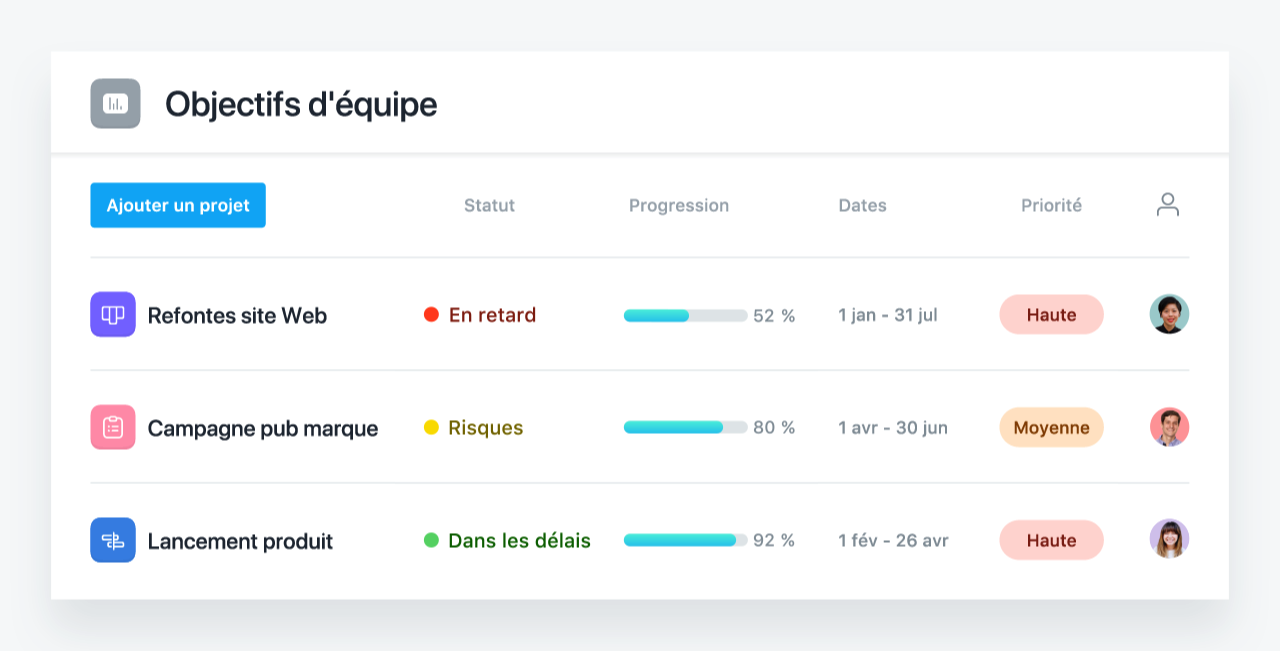 Objectifs d'équipe
Ajouter un projet Statut Progression Dates Priorité
Refontes site Web En retard 52 % 1 jan - 31 jul Haute
Campagne pub marque Risques 80 % 1 avr - 30 jun Moyenne
Lancement produit Dans les délais 92 % 1 fév - 26 avr Haute